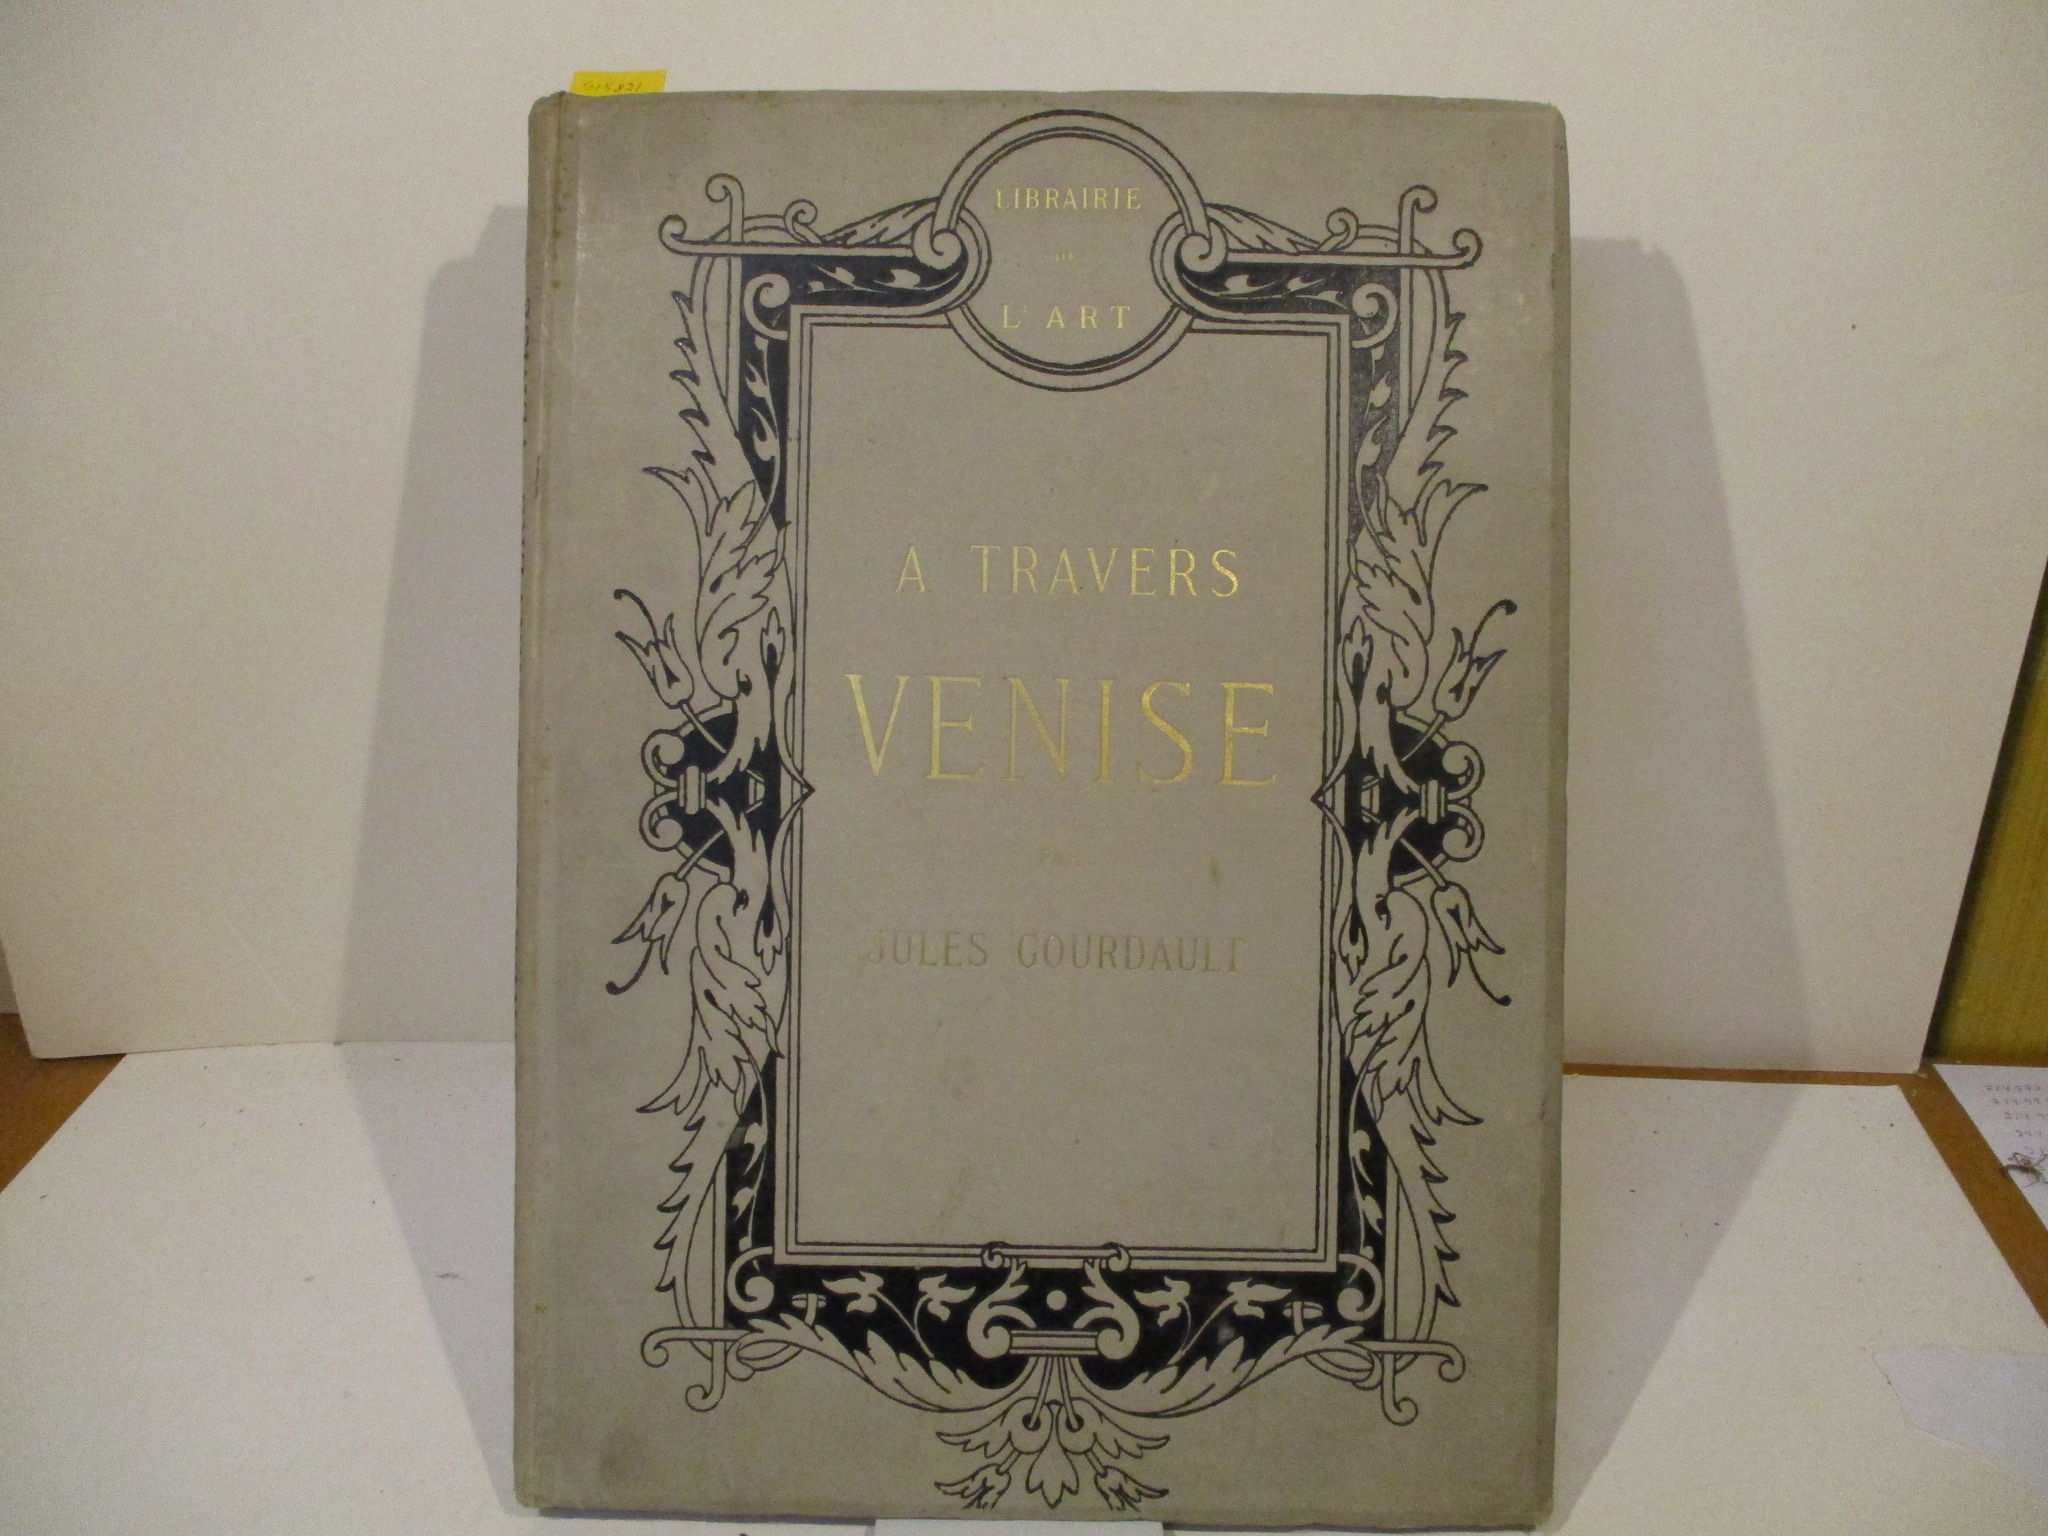 LIBRAIRIE
DE
L'ART
A TRAVERS
VENISE
PAR
JULES GOURDAULT